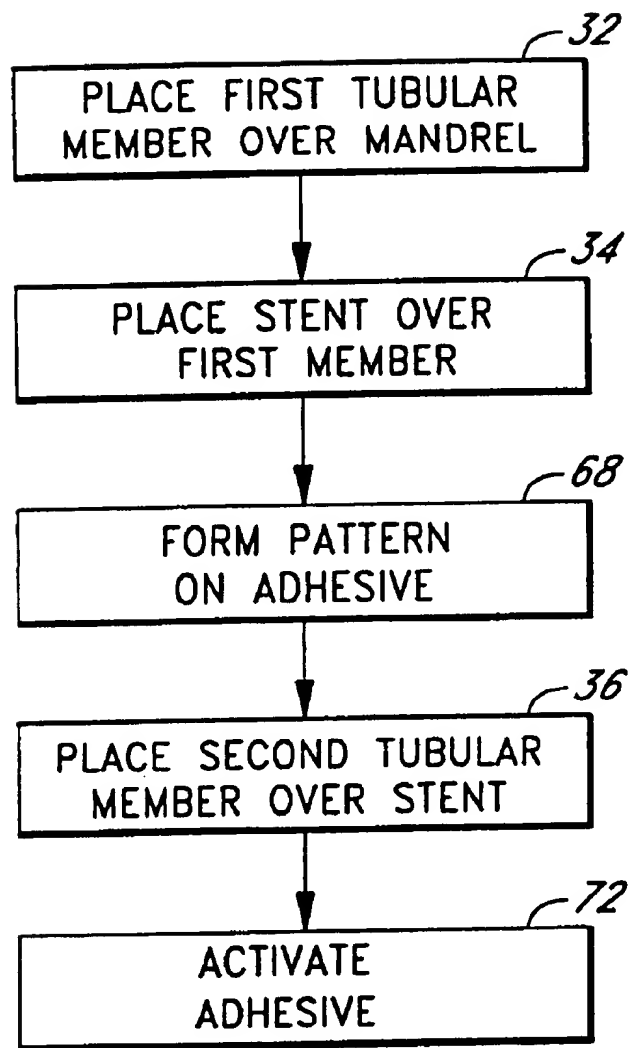 32
PLACE FIRST TUBULAR
MEMBER OVER MANDREL
34
PLACE STENT OVER
FIRST MEMBER
68
FORM PATTERN
ON ADHESIVE
36
PLACE SECOND TUBULAR
MEMBER OVER STENT
72
ACTIVATE
ADHESIVE